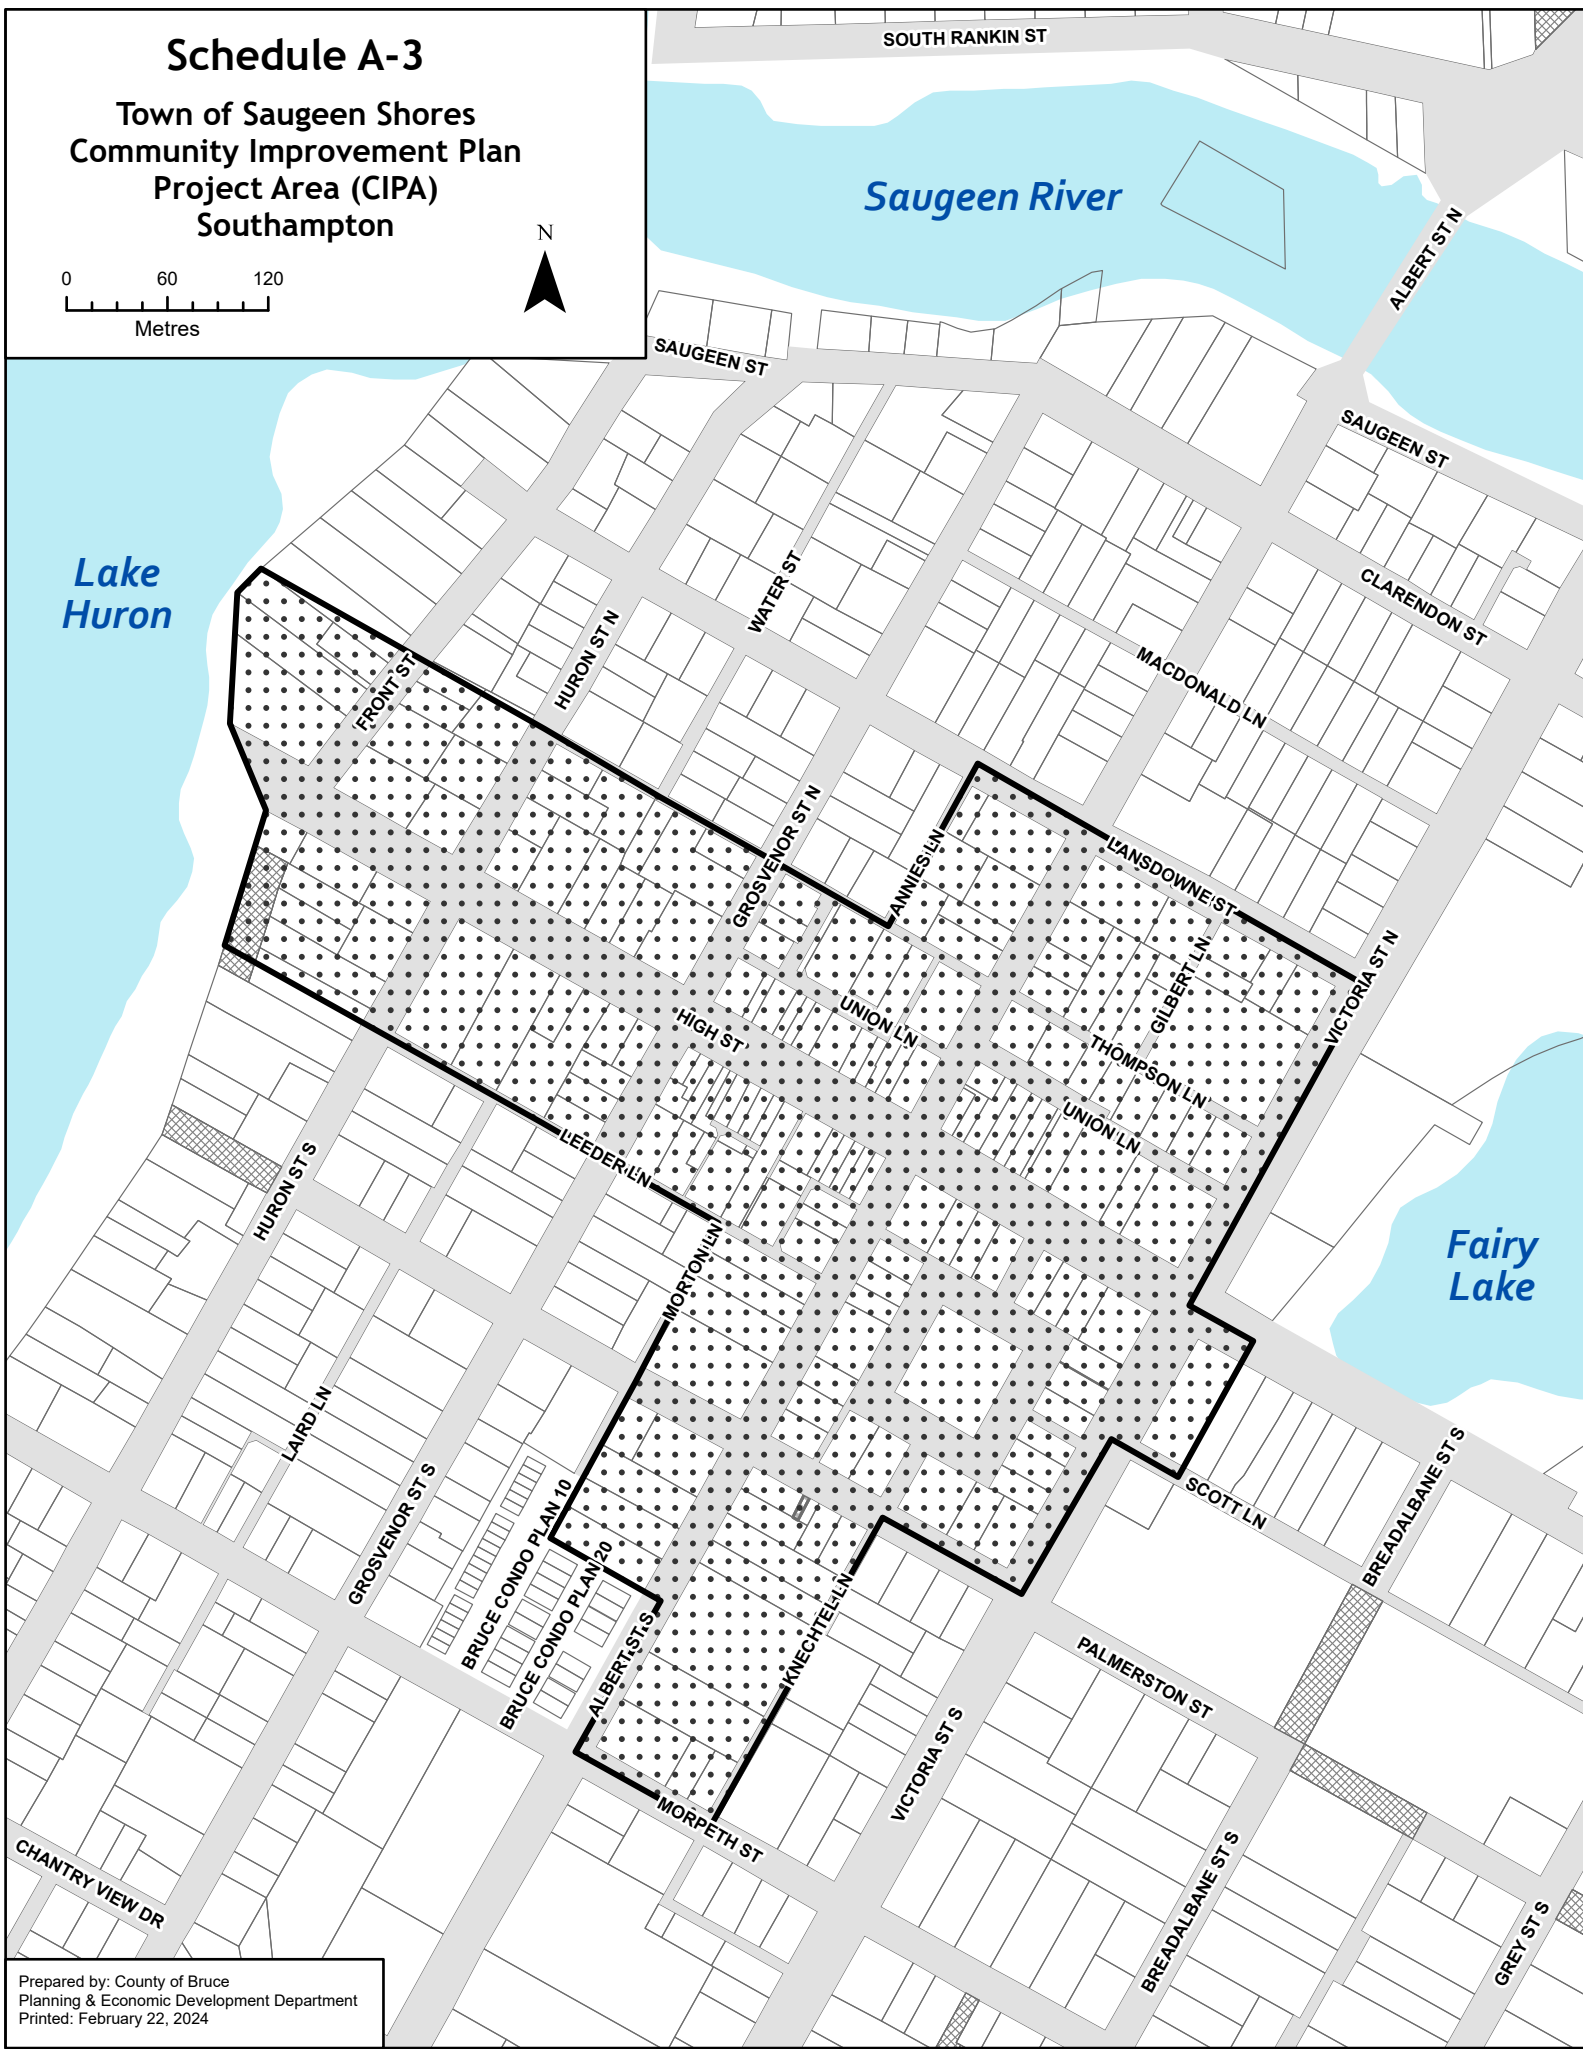 Schedule A-3
Town of Saugeen Shores
Community Improvement Plan
Project Area (CIPA)
Southampton
N
0 60 120
Metres
SOUTH RANKIN ST
Saugeen River
ALBERT ST N
SAUGEEN ST
SAUGEEN ST
Lake
Huron
CLARENDON ST
WATER ST
HURON ST N
MACDONALD LN
FRONT ST
GROSVENOR ST N
ANNIES LN
LANSDOWNE ST
VICTORIA ST N
GILBERT LN
UNION LN
HIGH ST
THOMPSON LN
UNION LN
LEEDER LN
HURON ST S
MORTON LN
Fairy
Lake
LAIRD LN
GROSVENOR ST S
BRUCE CONDO PLAN 10
BRUCE CONDO PLAN 20
SCOTT LN
BREADALBANE ST S
KNECHTEL LN
ALBERT ST S
PALMERSTON ST
VICTORIA ST S
MORPETH ST
CHANTRY VIEW DR
BREADALBANE ST S
GREY ST S
Prepared by: County of Bruce
Planning & Economic Development Department
Printed: February 22, 2024